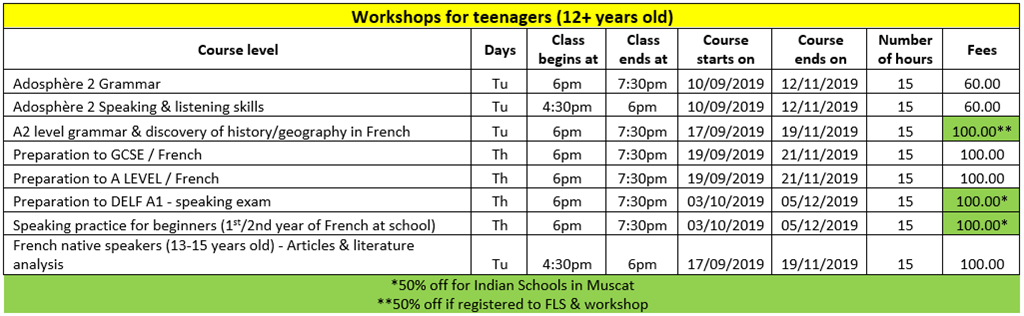 Workshops for teenagers (12+ years old)
Course level Days Class begins at Class ends at Course starts on Course ends on Number of hours Fees
Adosphère 2 Grammar Tu 6pm 7:30pm 10/09/2019 12/11/2019 15 60.00
Adosphère 2 Speaking & listening skills Tu 4:30pm 6pm 10/09/2019 12/11/2019 15 60.00
A2 level grammar & discovery of history/geography in French Tu 6pm 7:30pm 17/09/2019 19/11/2019 15 100.00**
Preparation to GCSE / French Th 6pm 7:30pm 19/09/2019 21/11/2019 15 100.00
Preparation to A LEVEL / French Th 6pm 7:30pm 19/09/2019 21/11/2019 15 100.00
Preparation to DELF A1 - speaking exam Th 6pm 7:30pm 03/10/2019 05/12/2019 15 100.00*
Speaking practice for beginners (1st/2nd year of French at school) Th 6pm 7:30pm 03/10/2019 05/12/2019 15 100.00*
French native speakers (13-15 years old) - Articles & literature
analysis Tu 4:30pm 6pm 17/09/2019 19/11/2019 15 100.00
*50% off for Indian Schools in Muscat
**50% off if registered to FLS & workshop